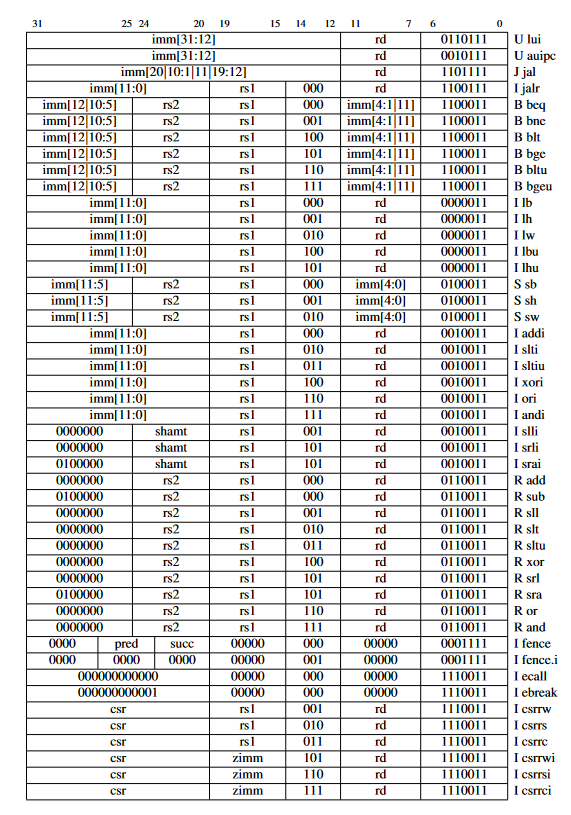 31 25 24 20 19 15 14 12 11 7 6 0
imm[31:12] rd 0110111 U lui
imm[31:12] rd 0010111 U auipc
imm[20|10:1|11|19:12] rd 1101111 J jal
imm[11:0] rs1 000 rd 1100111 I jalr
imm[12|10:5] rs2 rs1 000 imm[4:1|11] 1100011 B beq
imm[12|10:5] rs2 rs1 001 imm[4:1|11] 1100011 B bne
imm[12|10:5] rs2 rs1 100 imm[4:1|11] 1100011 B blt
imm[12|10:5] rs2 rs1 101 imm[4:1|11] 1100011 B bge
imm[12|10:5] rs2 rs1 110 imm[4:1|11] 1100011 B bltu
imm[12|10:5] rs2 rs1 111 imm[4:1|11] 1100011 B bgeu
imm[11:0] rs1 000 rd 0000011 I lb
imm[11:0] rs1 001 rd 0000011 I lh
imm[11:0] rs1 010 rd 0000011 I lw
imm[11:0] rs1 100 rd 0000011 I lbu
imm[11:0] rs1 101 rd 0000011 I lhu
imm[11:5] rs2 rs1 000 imm[4:0] 0100011 S sb
imm[11:5] rs2 rs1 001 imm[4:0] 0100011 S sh
imm[11:5] rs2 rs1 010 imm[4:0] 0100011 S sw
imm[11:0] rs1 000 rd 0010011 I addi
imm[11:0] rs1 010 rd 0010011 I slti
imm[11:0] rs1 011 rd 0010011 I sltiu
imm[11:0] rs1 100 rd 0010011 I xori
imm[11:0] rs1 110 rd 0010011 I ori
imm[11:0] rs1 111 rd 0010011 I andi
0000000 shamt rs1 001 rd 0010011 I slli
0000000 shamt rs1 101 rd 0010011 I srli
0100000 shamt rs1 101 rd 0010011 I srai
0000000 rs2 rs1 000 rd 0110011 R add
0100000 rs2 rs1 000 rd 0110011 R sub
0000000 rs2 rs1 001 rd 0110011 R sll
0000000 rs2 rs1 010 rd 0110011 R slt
0000000 rs2 rs1 011 rd 0110011 R sltu
0000000 rs2 rs1 100 rd 0110011 R xor
0000000 rs2 rs1 101 rd 0110011 R srl
0100000 rs2 rs1 101 rd 0110011 R sra
0000000 rs2 rs1 110 rd 0110011 R or
0000000 rs2 rs1 111 rd 0110011 R and
0000 pred succ 00000 000 00000 0001111 I fence
0000 0000 0000 00000 001 00000 0001111 I fence.i
000000000000 00000 000 00000 1110011 I ecall
000000000001 00000 000 00000 1110011 I ebreak
csr rs1 001 rd 1110011 I csrrw
csr rs1 010 rd 1110011 I csrrs
csr rs1 011 rd 1110011 I csrrc
csr zimm 101 rd 1110011 I csrrwi
csr zimm 110 rd 1110011 I csrrsi
csr zimm 111 rd 1110011 I csrrci